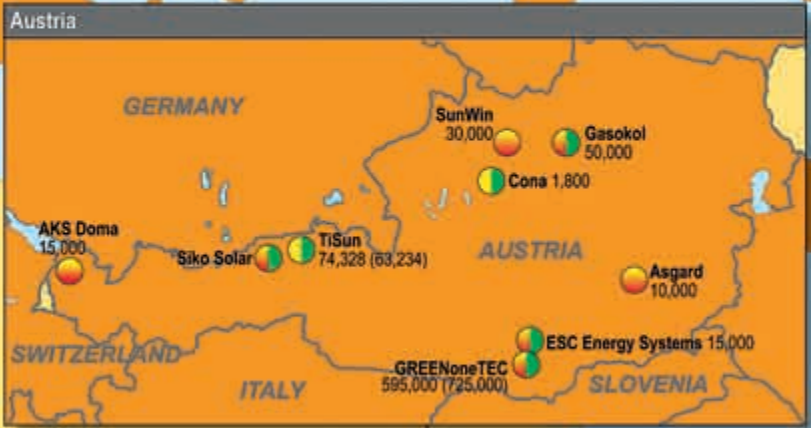 Austria
GERMANY
SunWin
30,000
Gasokol
50,000
Cona 1,800
AKS Doma
15,000
Siko Solar
TiSun
74,328 (63,234)
AUSTRIA
Asgard
10,000
ESC Energy Systems 15,000
SWITZERLAND
GREENoneTEC
595,000 (725,000)
ITALY
SLOVENIA